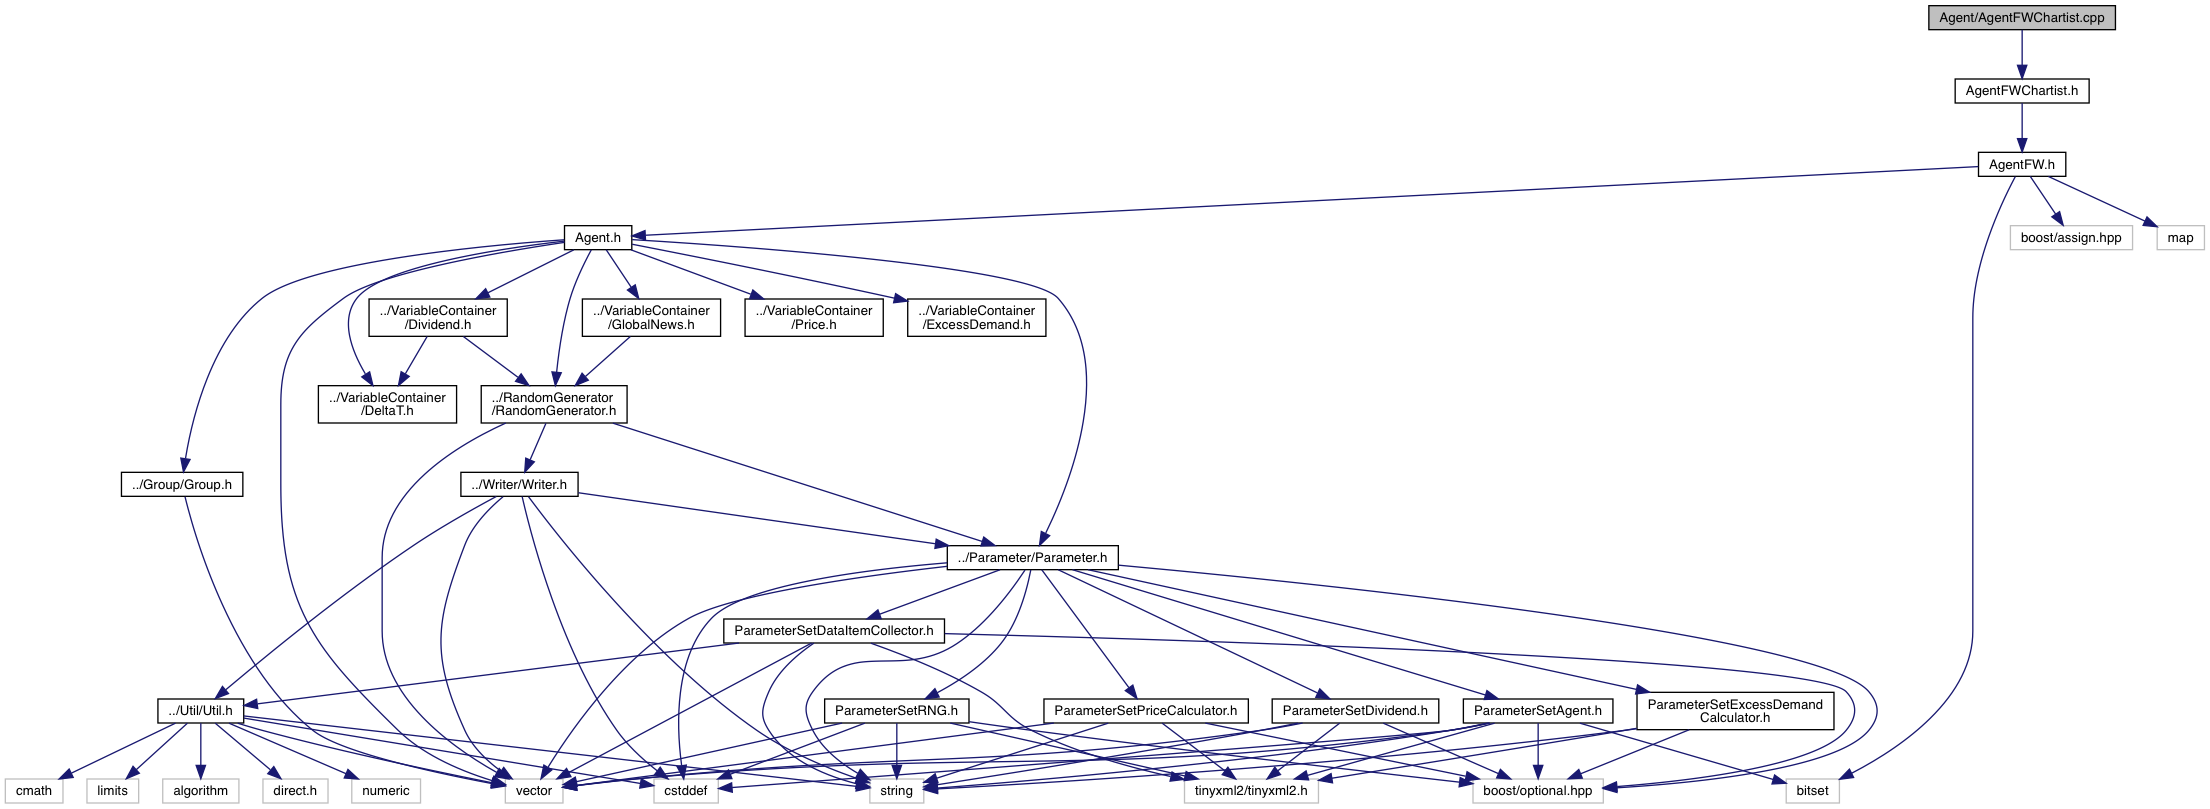 Agent/AgentFWChartist.cpp
AgentFWChartist.h
AgentFW.h
Agent.h
boost/assign.hpp
map
../VariableContainer
/Dividend.h
../VariableContainer
/GlobalNews.h
../VariableContainer
/Price.h
../VariableContainer
/ExcessDemand.h
../VariableContainer
/DeltaT.h
../RandomGenerator
/RandomGenerator.h
../Group/Group.h
../Writer/Writer.h
../Parameter/Parameter.h
ParameterSetDataItemCollector.h
../Util/Util.h
ParameterSetRNG.h
ParameterSetPriceCalculator.h
ParameterSetDividend.h
ParameterSetAgent.h
ParameterSetExcessDemand
Calculator.h
cmath
limits
algorithm
direct.h
numeric
vector
cstddef
string
tinyxml2/tinyxml2.h
boost/optional.hpp
bitset